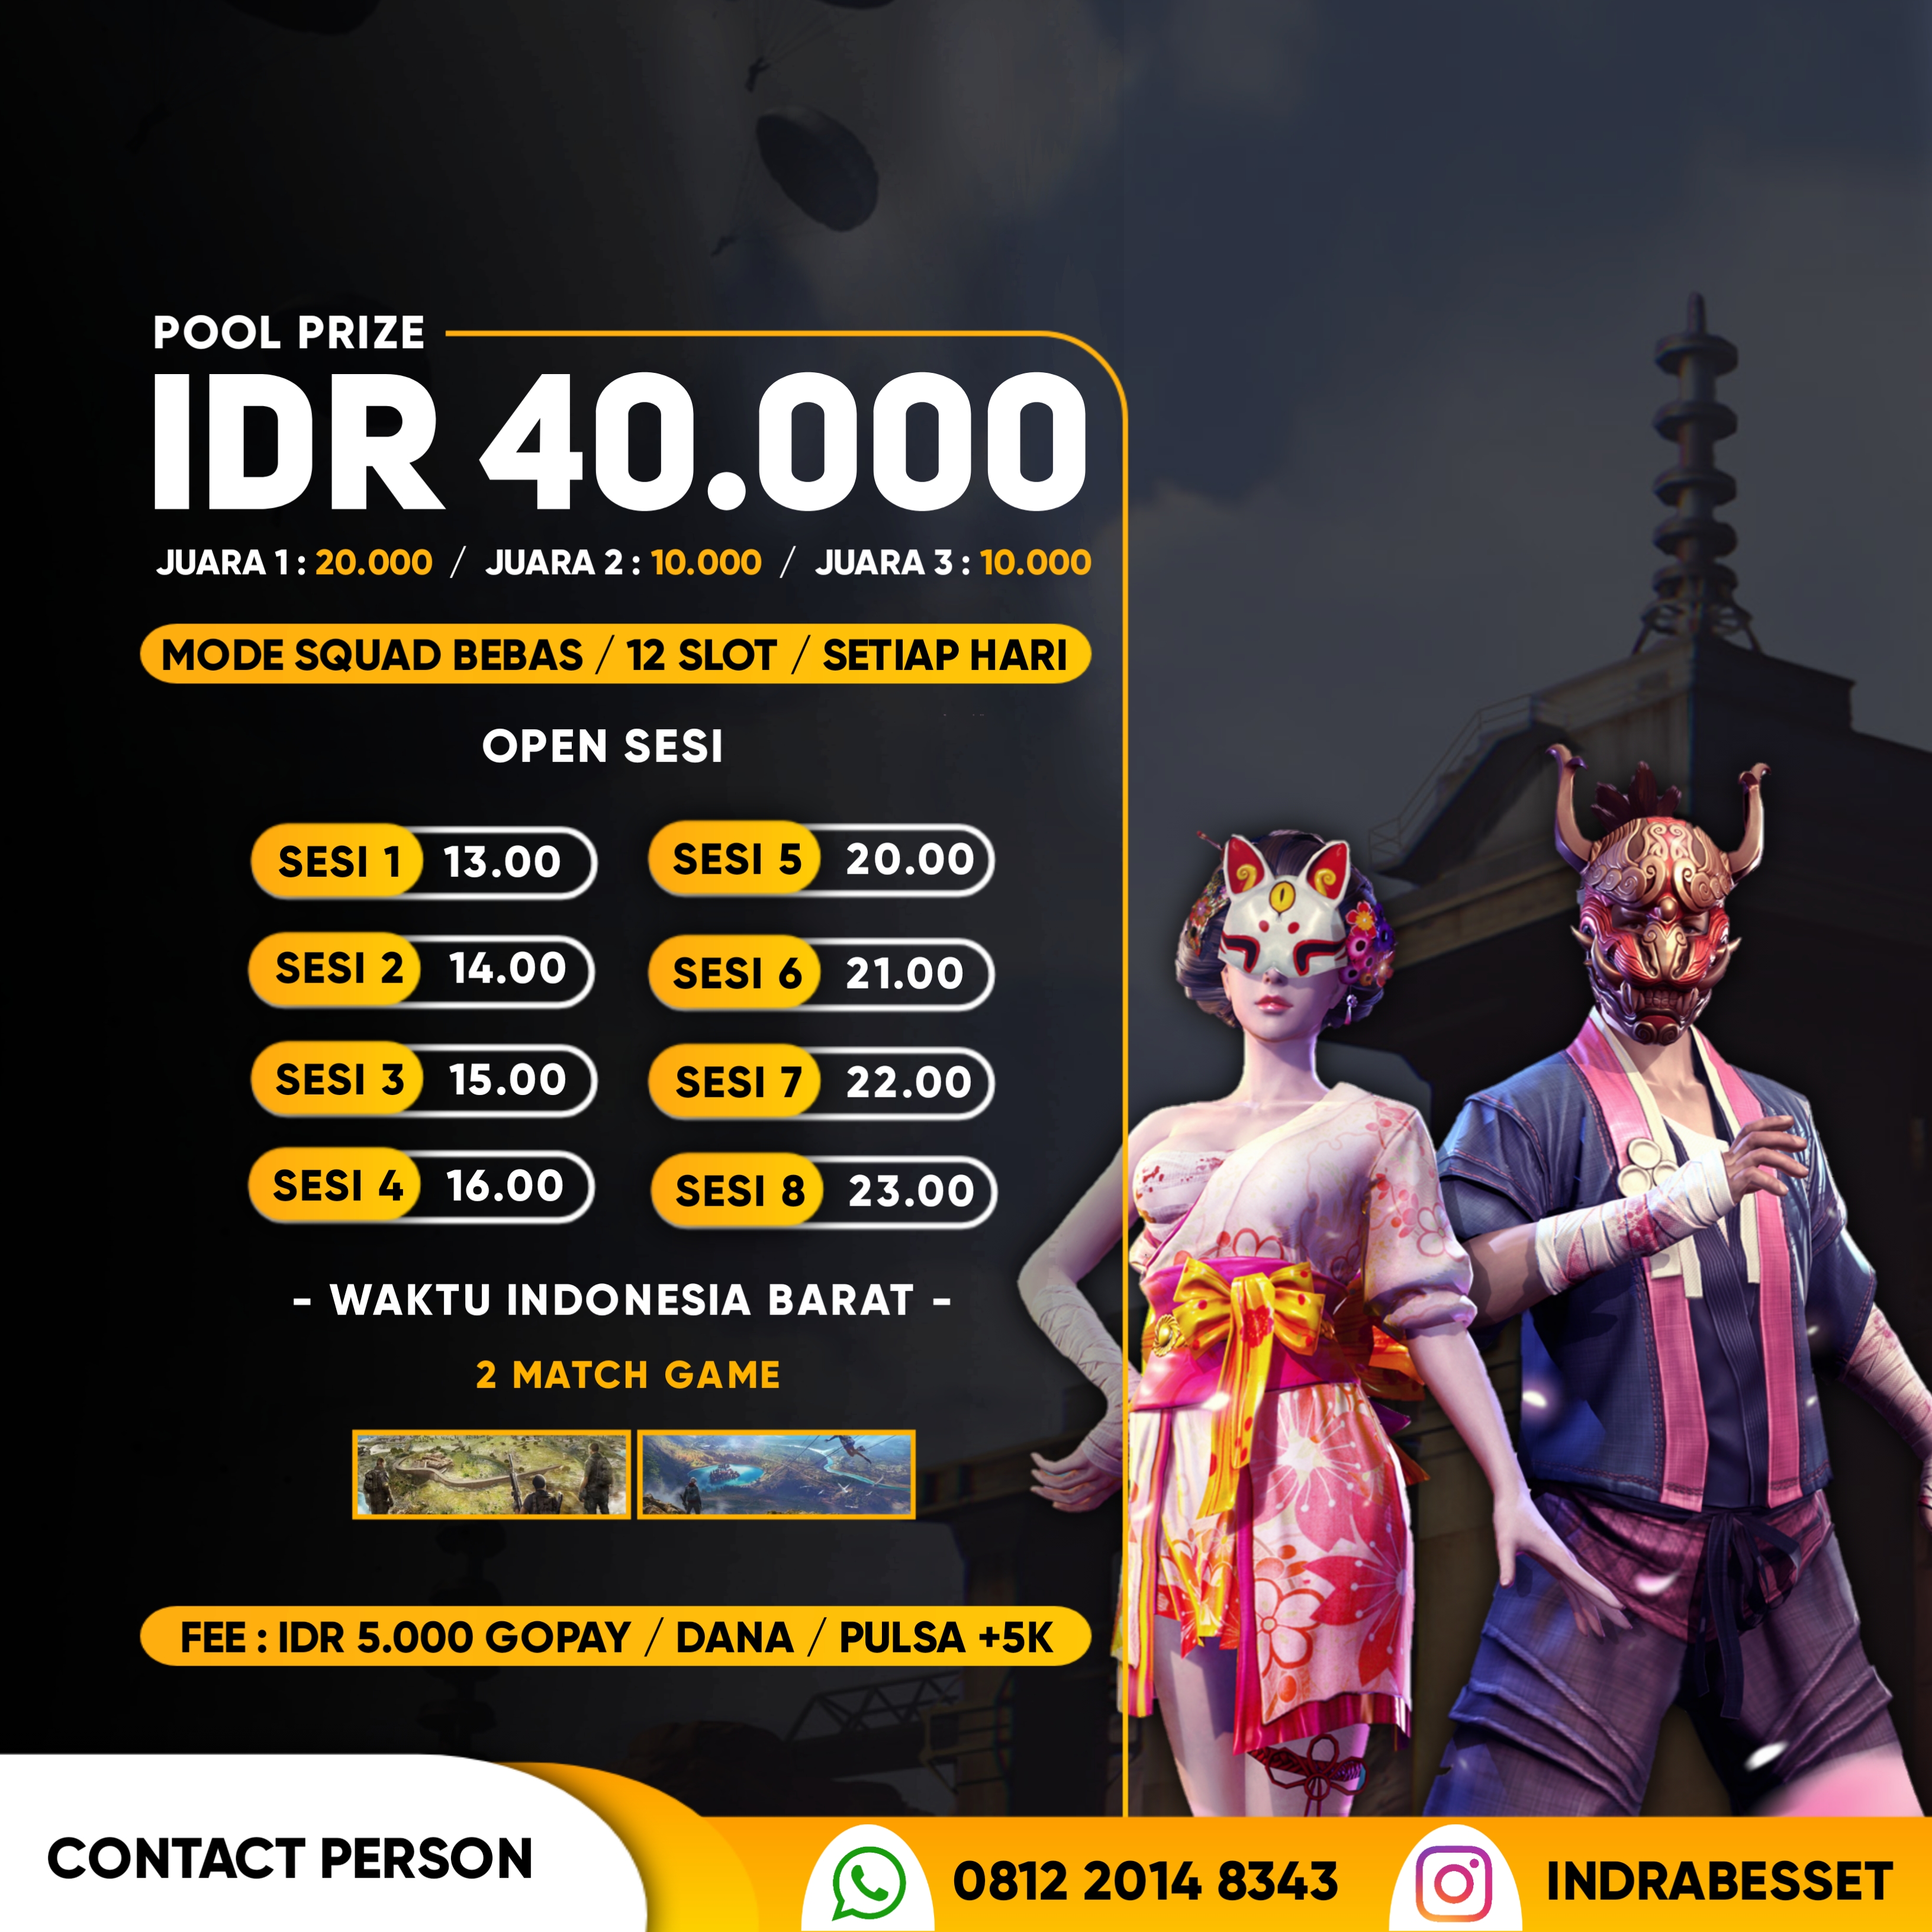 POOL PRIZE
IDR 40.000
JUARA 1 : 20.000 / JUARA 2 : 10.000 / JUARA 3 : 10.000
MODE SQUAD BEBAS / 12 SLOT / SETIAP HARI
OPEN SESI
SESI 1 13.00
SESI 2 14.00
SESI 3 15.00
SESI 4 16.00
SESI 5 20.00
SESI 6 21.00
SESI 7 22.00
SESI 8 23.00
- WAKTU INDONESIA BARAT -
2 MATCH GAME
FEE : IDR 5.000 GOPAY / DANA / PULSA +5K
CONTACT PERSON
0812 2014 8343
INDRABESSET